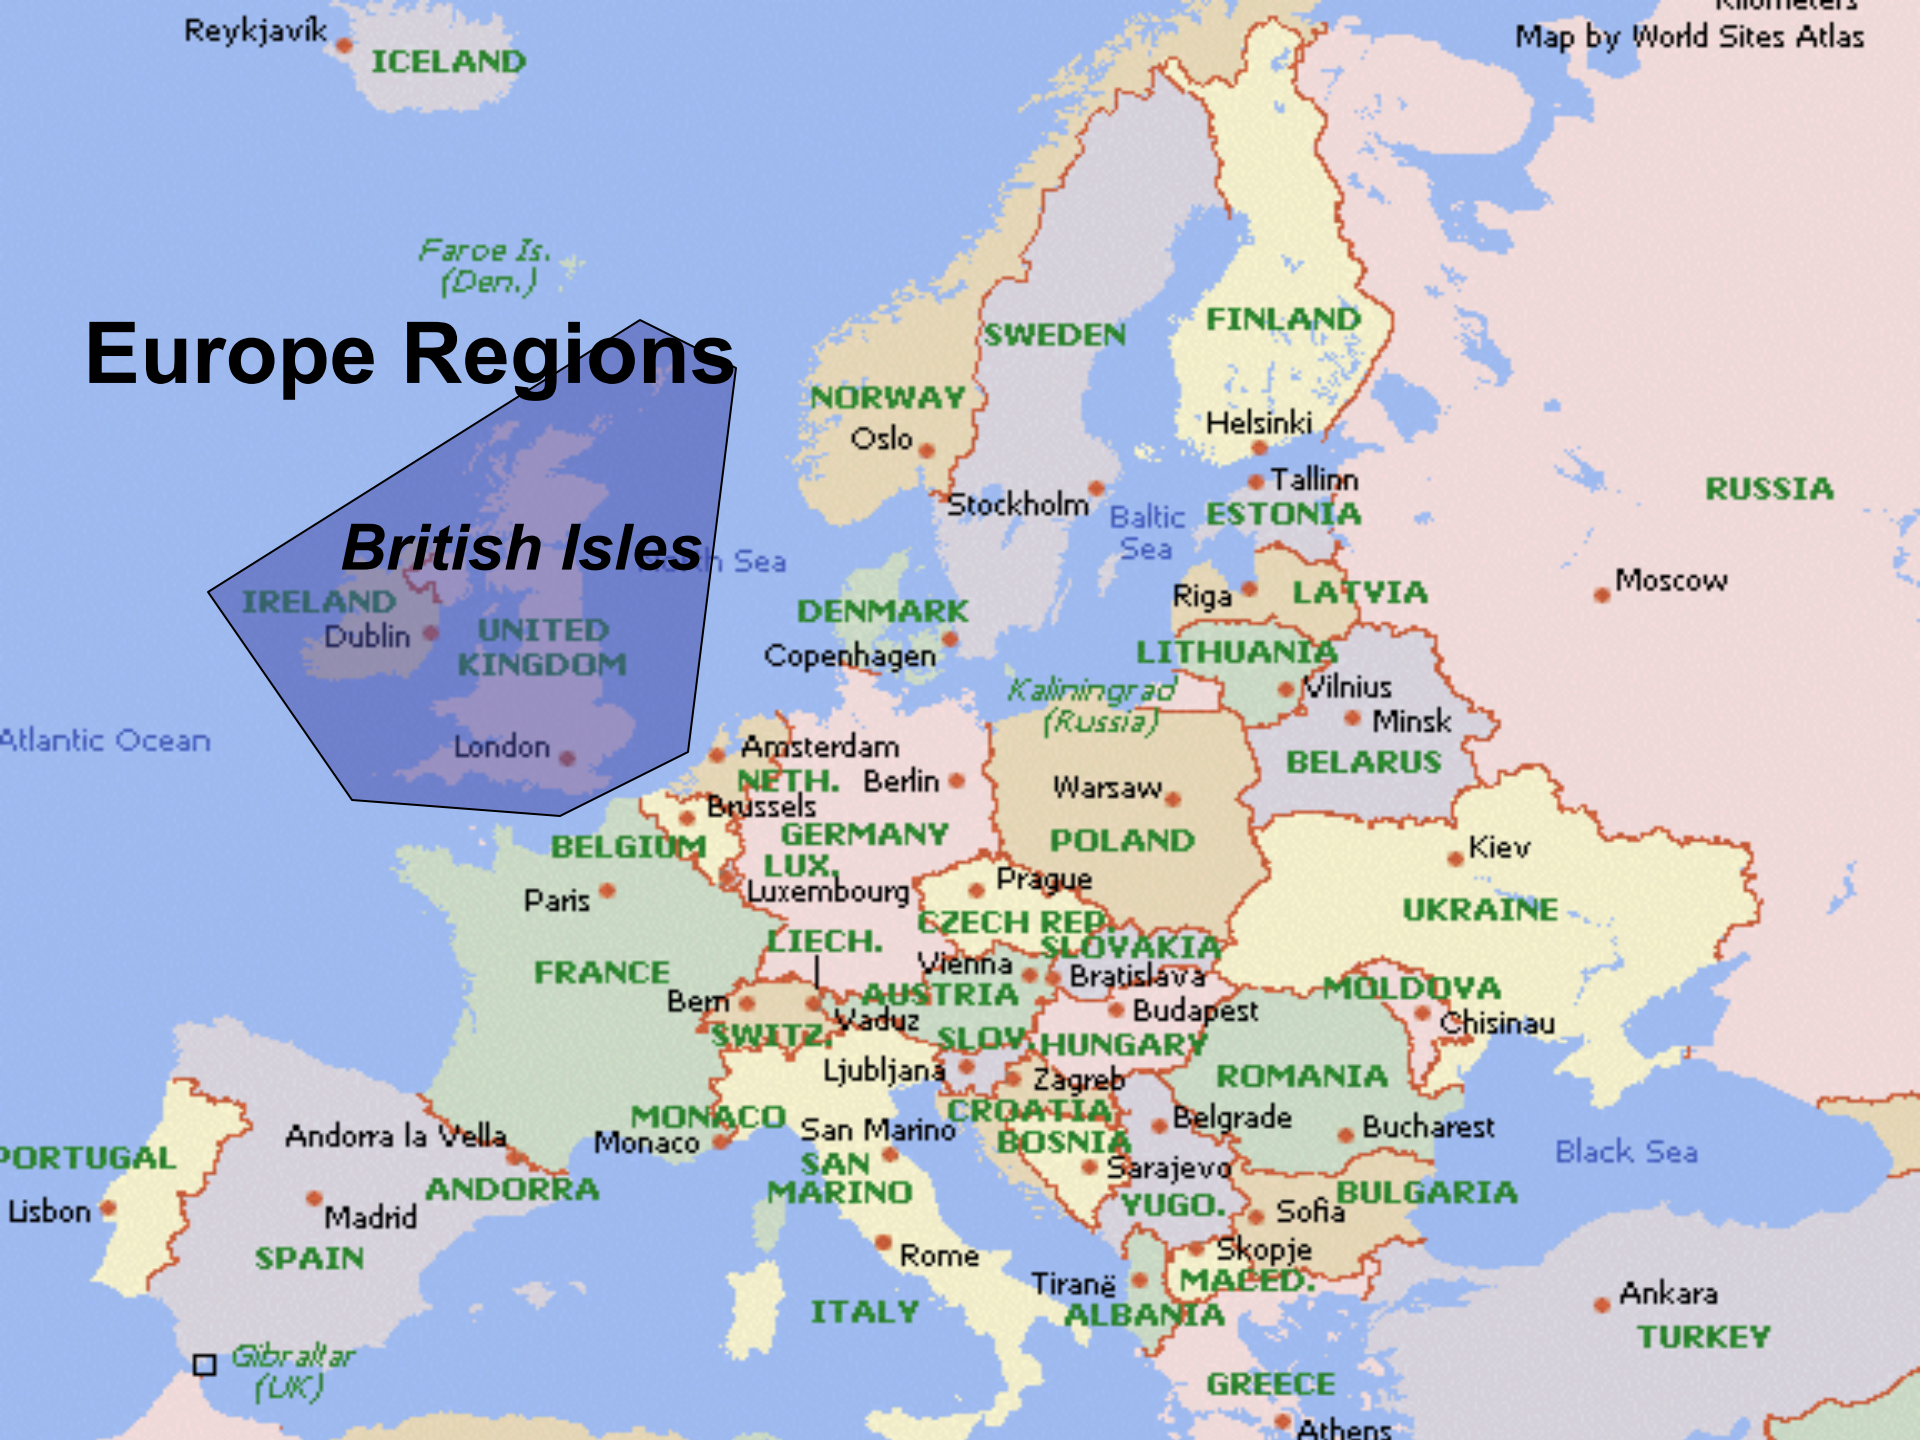 Kilometers
Map by World Sites Atlas
Reykjavík
ICELAND
Faroe Is.
(Den.)
Europe Regions
SWEDEN
FINLAND
NORWAY
Oslo
Helsinki
Stockholm
Tallinn
Baltic
Sea
ESTONIA
RUSSIA
British Isles
North Sea
IRELAND
Dublin
UNITED
KINGDOM
DENMARK
Copenhagen
Riga
LATVIA
Moscow
LITHUANIA
Kaliningrad
(Russia)
Vilnius
Minsk
BELARUS
Atlantic Ocean
London
Amsterdam
NETH.
Berlin
Warsaw
POLAND
Brussels
GERMANY
BELGIUM
LUX.
Luxembourg
Paris
Prague
CZECH REP.
Kiev
UKRAINE
LIECH.
SLOVAKIA
Vienna
Bratislava
FRANCE
Bern
AUSTRIA
Vaduz
SWITZ.
SLOV.
Budapest
HUNGARY
MOLDOVA
Chisinau
Ljubljana
Zagreb
ROMANIA
CROATIA
MONACO
Monaco
San Marino
SAN
MARINO
BOSNIA
Sarajevo
Belgrade
Bucharest
Black Sea
Andorra la Vella
ANDORRA
PORTUGAL
Lisbon
Madrid
SPAIN
YUGO.
Sofia
BULGARIA
Rome
Skopje
MACED.
Tiranë
ALBANIA
ITALY
Ankara
TURKEY
Gibraltar
(UK)
GREECE
Athens